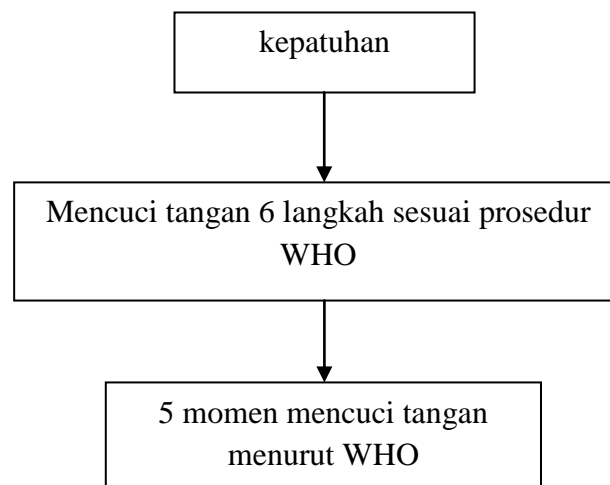 kepatuhan
Mencuci tangan 6 langkah sesuai prosedur
WHO
5 momen mencuci tangan
menurut WHO